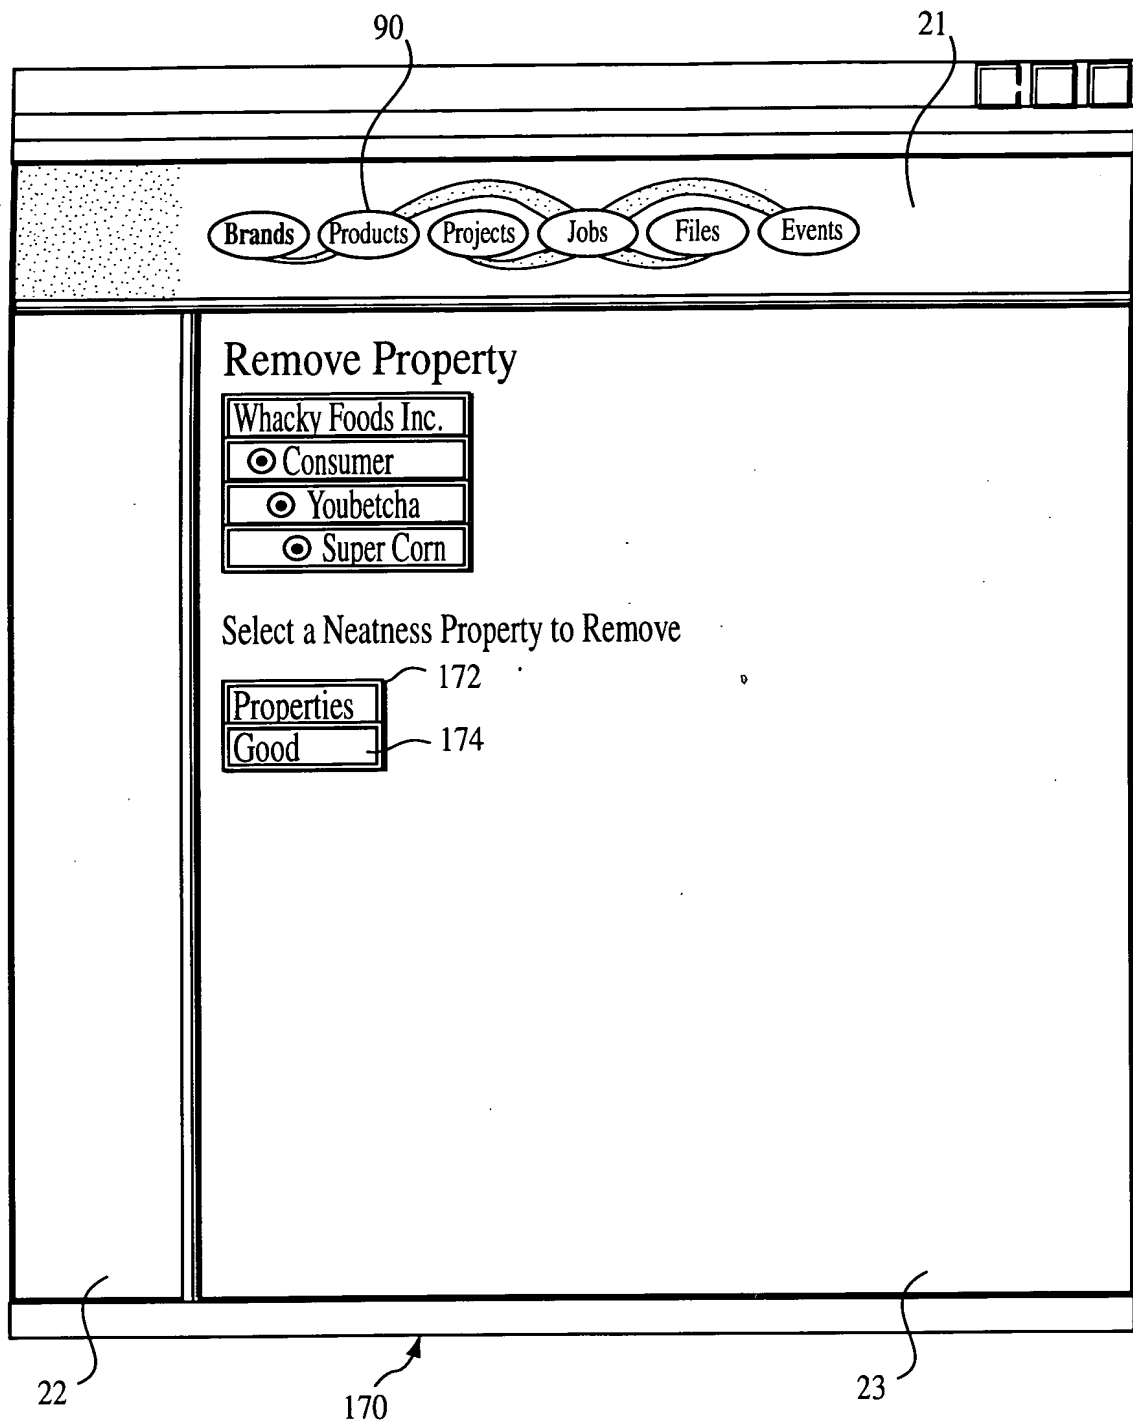 90
21
Brands Products Projects Jobs Files Events
Remove Property
Whacky Foods Inc.
Consumer
Youbetcha
Super Corn
Select a Neatness Property to Remove
172
Properties
Good
174
22
170
23